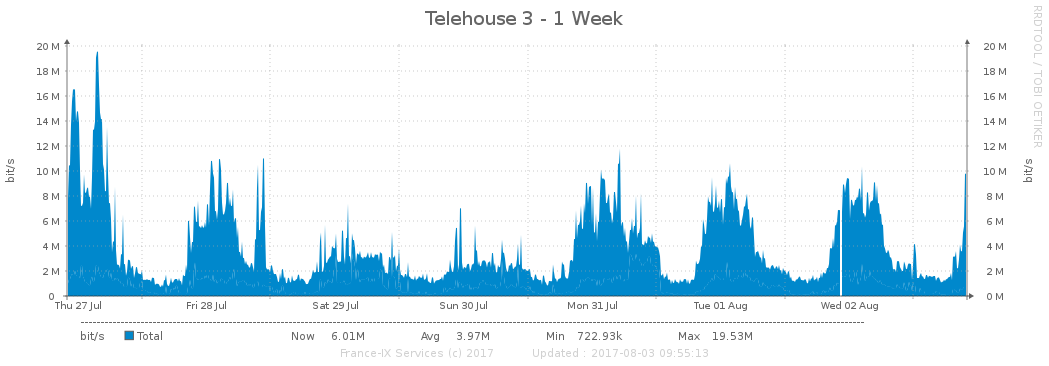 Telehouse 3 - 1 Week
RRDTOOL / TOBI OETIKER
bit/s
bit/s
20 M 20 M
18 M 18 M
16 M 16 M
14 M 14 M
12 M 12 M
10 M 10 M
8 M 8 M
6 M 6 M
4 M 4 M
2 M 2 M
0 0 M
Thu 27 Jul Fri 28 Jul Sat 29 Jul Sun 30 Jul Mon 31 Jul Tue 01 Aug Wed 02 Aug
bit/s Total Now 6.01M Avg 3.97M Min 722.93k Max 19.53M
France-IX Services (c) 2017 Updated : 2017-08-03 09:55:13